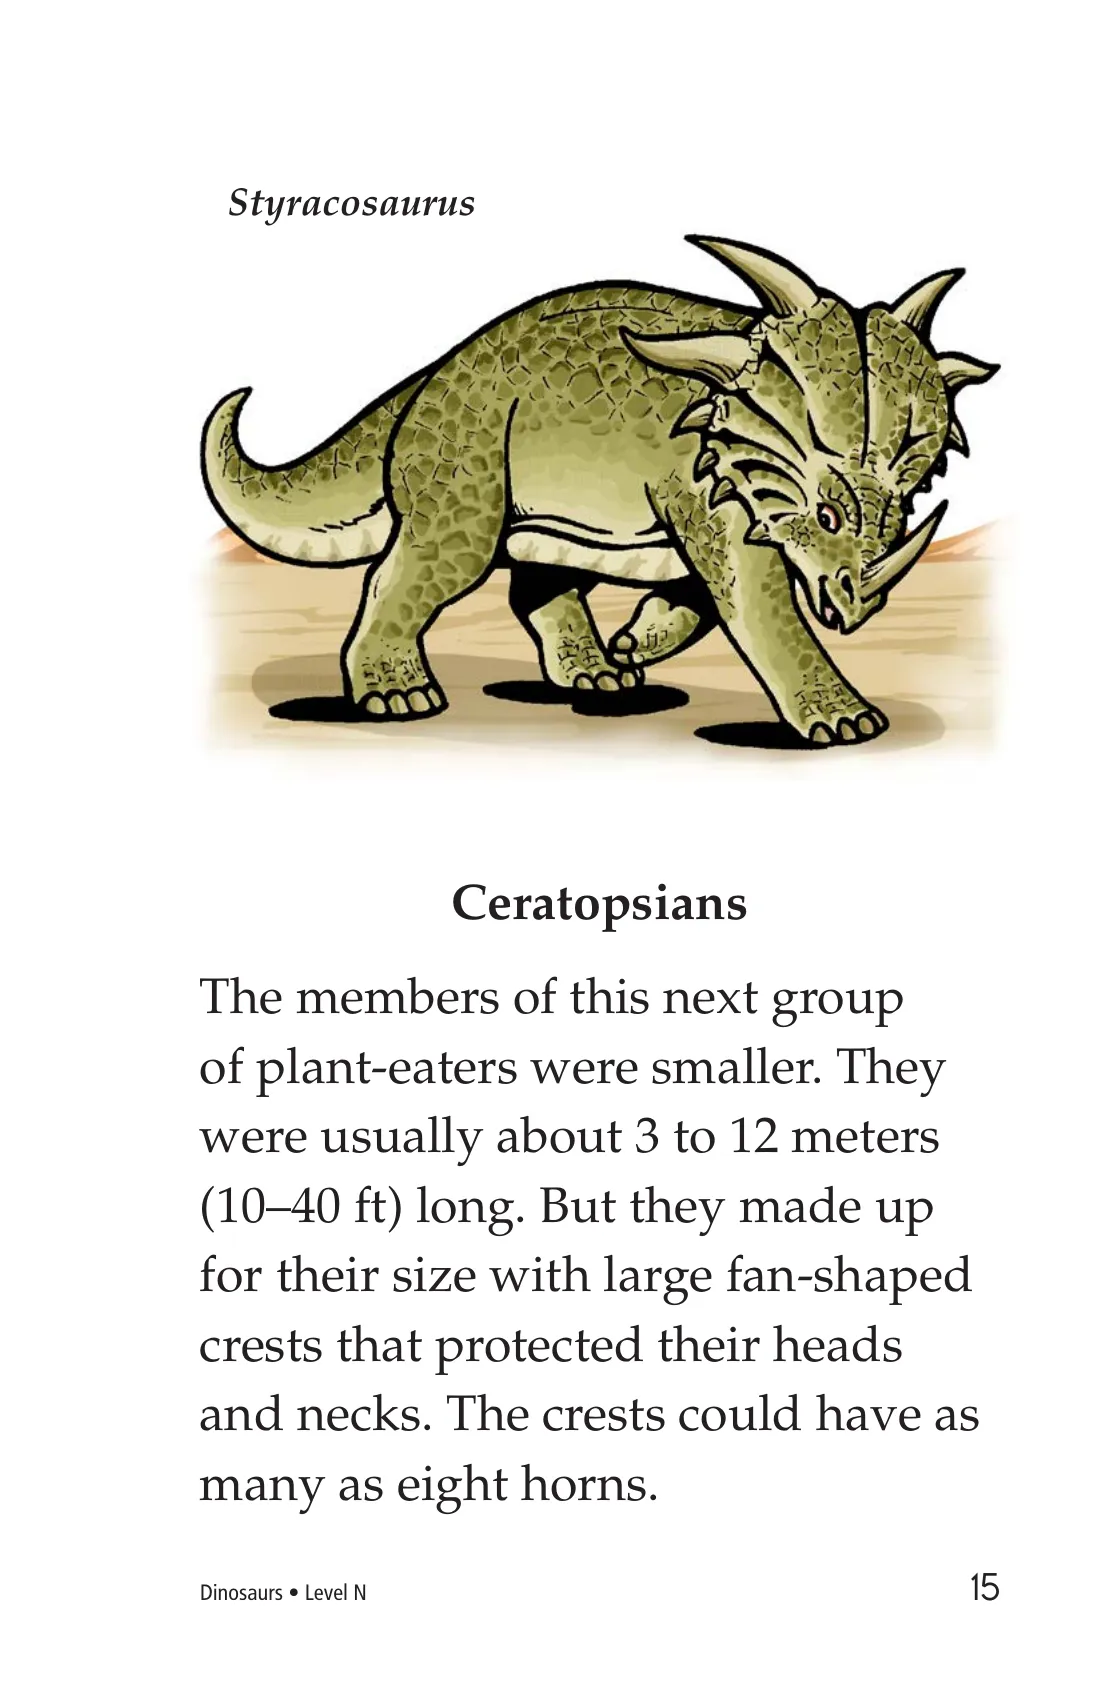 Styracosaurus
Ceratopsians
The members of this next group
of plant-eaters were smaller. They
were usually about 3 to 12 meters
(10–40 ft) long. But they made up
for their size with large fan-shaped
crests that protected their heads
and necks. The crests could have as
many as eight horns.
Dinosaurs • Level N
15